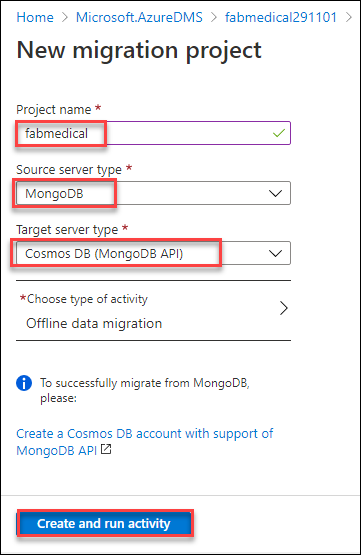 Home > Microsoft.AzureDMS > fabmedical291101 >
New migration project
Project name *
fabmedical
Source server type *
MongoDB
Target server type *
Cosmos DB (MongoDB API)
*Choose type of activity
Offline data migration
To successfully migrate from MongoDB,
please:
Create a Cosmos DB account with support of
MongoDB API
Create and run activity